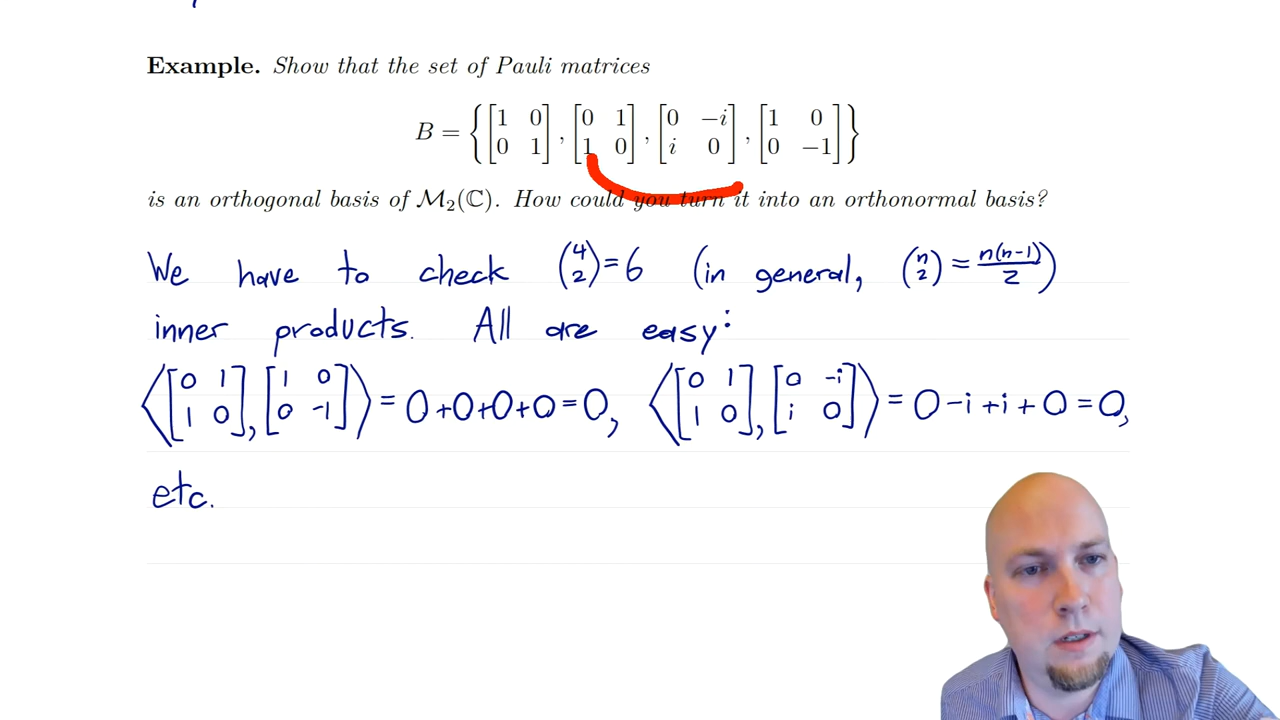 Example. Show that the set of Pauli matrices
B = { [1 0; 0 1], [0 1; 1 0], [0 -i; i 0], [1 0; 0 -1] }
is an orthogonal basis of M₂(ℂ). How could you turn it into an orthonormal basis?
We have to check (4 2) = 6 (in general, (n 2) = n(n-1)/2)
inner products. All are easy:
⟨[0 1; 1 0], [1 0; 0 -1]⟩ = 0+0+0+0=0, ⟨[0 1; 1 0], [0 -i; i 0]⟩ = 0-i+i+0=0,
etc.